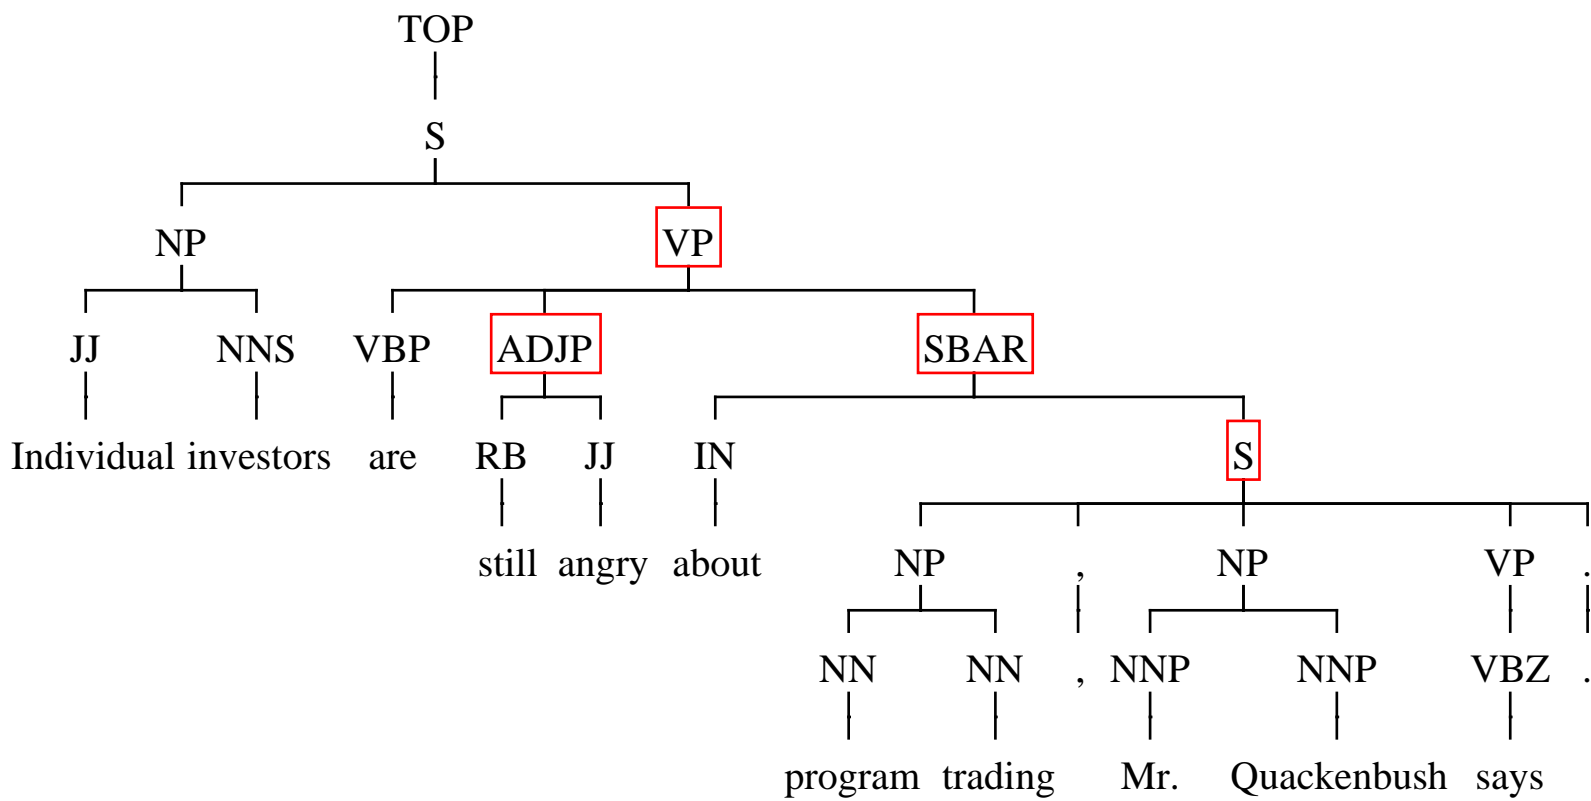 TOP
S
NP VP
JJ NNS VBP ADJP SBAR
Individual investors are RB JJ IN S
still angry about NP , NP VP .
NN NN , NNP NNP VBZ .
program trading Mr. Quackenbush says